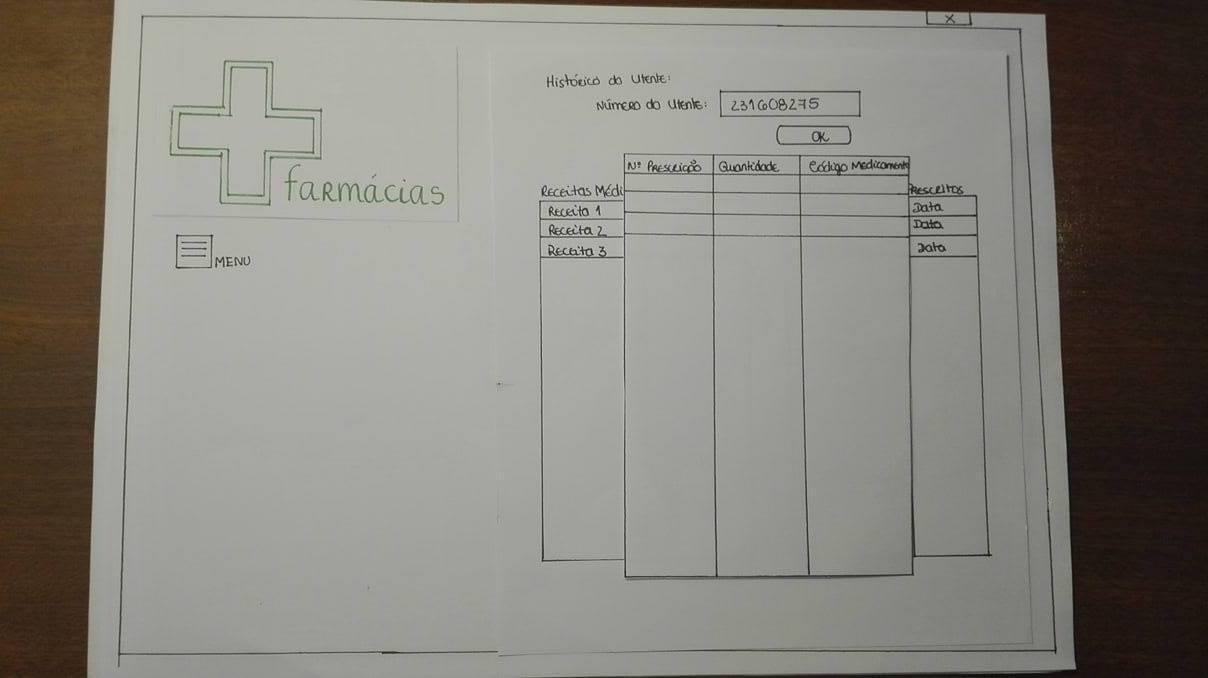 X
farmácias
MENU
Histórico do Utente:
Número do Utente: 231608275
OK
Nº Prescrição Quantidade Código Medicamento
Receitas Médi Prescritos
Receita 1 Data
Receita 2 Data
Receita 3 Data